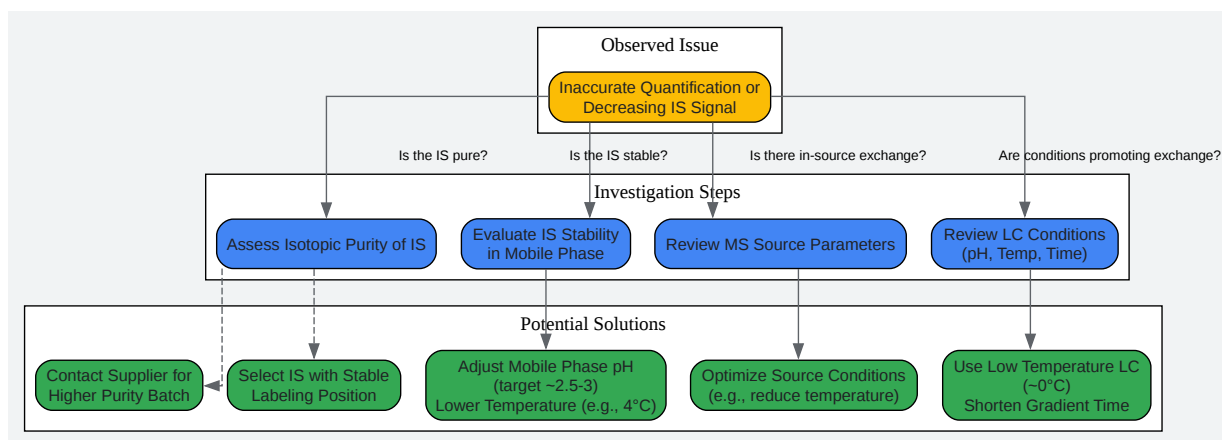 Observed Issue
Inaccurate Quantification or
Decreasing IS Signal
Is the IS pure?
Is the IS stable?
Is there in-source exchange?
Are conditions promoting exchange?
Investigation Steps
Assess Isotopic Purity of IS
Evaluate IS Stability
in Mobile Phase
Review MS Source Parameters
Review LC Conditions
(pH, Temp, Time)
Potential Solutions
Contact Supplier for
Higher Purity Batch
Select IS with Stable
Labeling Position
Adjust Mobile Phase pH
(target ~2.5-3)
Lower Temperature (e.g., 4°C)
Optimize Source Conditions
(e.g., reduce temperature)
Use Low Temperature LC
(~0°C)
Shorten Gradient Time